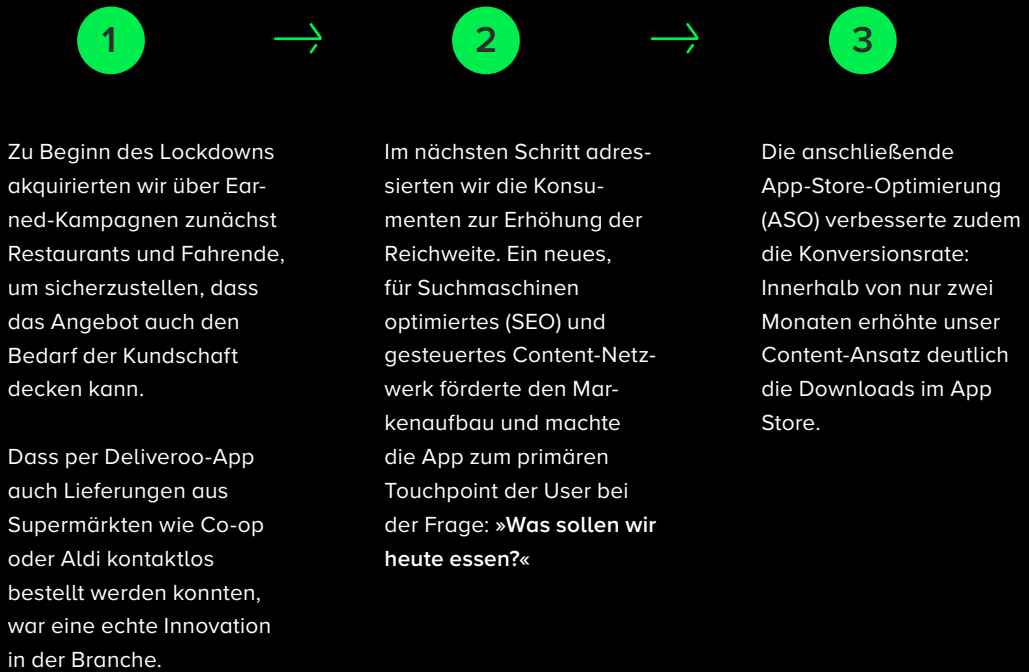 1
2
3
Zu Beginn des Lockdowns
akquirierten wir über Ear-
ned-Kampagnen zunächst
Restaurants und Fahrende,
um sicherzustellen, dass
das Angebot auch den
Bedarf der Kundschaft
decken kann.
Dass per Deliveroo-App
auch Lieferungen aus
Supermärkten wie Co-op
oder Aldi kontaktlos
bestellt werden konnten,
war eine echte Innovation
in der Branche.
Im nächsten Schritt adres-
sierten wir die Konsu-
menten zur Erhöhung der
Reichweite. Ein neues,
für Suchmaschinen
optimiertes (SEO) und
gesteuertes Content-Netz-
werk förderte den Mar-
kenaufbau und machte
die App zum primären
Touchpoint der User bei
der Frage: »Was sollen wir
heute essen?«
Die anschließende
App-Store-Optimierung
(ASO) verbesserte zudem
die Konversionsrate:
Innerhalb von nur zwei
Monaten erhöhte unser
Content-Ansatz deutlich
die Downloads im App
Store.